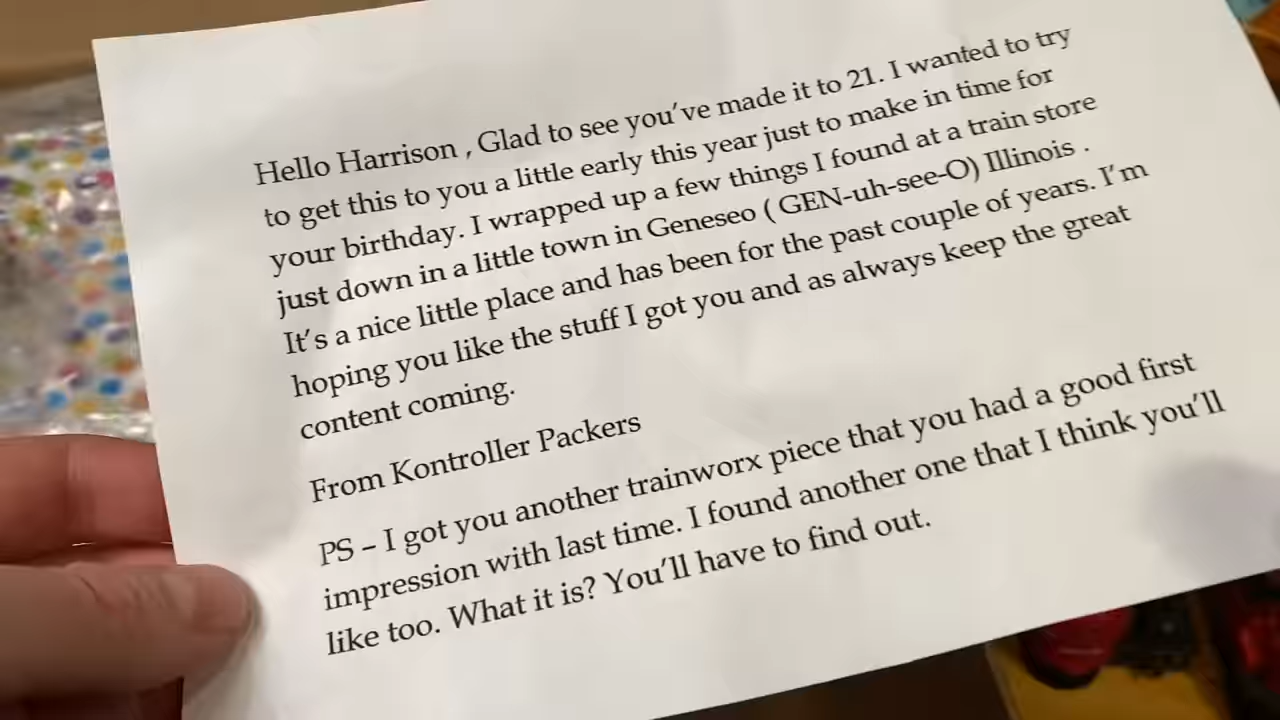 Hello Harrison , Glad to see you've made it to 21. I wanted to try
to get this to you a little early this year just to make in time for
your birthday. I wrapped up a few things I found at a train store
just down in a little town in Geneseo ( GEN-uh-see-O) Illinois .
It's a nice little place and has been for the past couple of years. I'm
hoping you like the stuff I got you and as always keep the great
content coming.
From Kontroller Packers
PS – I got you another trainworx piece that you had a good first
impression with last time. I found another one that I think you'll
like too. What it is? You'll have to find out.